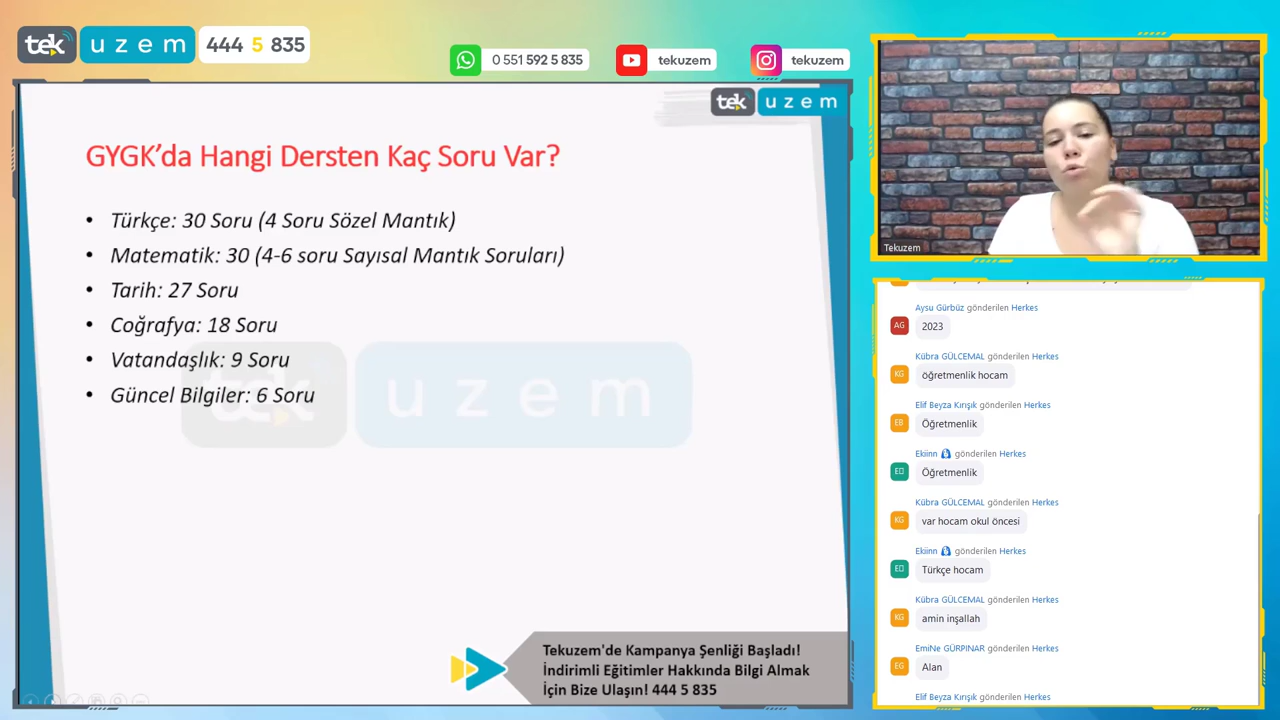 tek uzem 444 5 835
0 551 592 5 835
tekuzem
tekuzem
tek uzem
GYGK’da Hangi Dersten Kaç Soru Var?
• Türkçe: 30 Soru (4 Soru Sözel Mantık)
• Matematik: 30 (4-6 soru Sayısal Mantık Soruları)
• Tarih: 27 Soru
• Coğrafya: 18 Soru
• Vatandaşlık: 9 Soru
• Güncel Bilgiler: 6 Soru
tek uzem
Tekuzem'de Kampanya Şenliği Başladı!
İndirimli Eğitimler Hakkında Bilgi Almak
İçin Bize Ulaşın! 444 5 835
Tekuzem
Aysu Gürbüz gönderilen Herkes
AG 2023
Kübra GÜLCEMAL gönderilen Herkes
KG öğretmenlik hocam
Elif Beyza Kırışık gönderilen Herkes
EB Öğretmenlik
Ekiinn gönderilen Herkes
Öğretmenlik
Kübra GÜLCEMAL gönderilen Herkes
KG var hocam okul öncesi
Ekiinn gönderilen Herkes
Türkçe hocam
Kübra GÜLCEMAL gönderilen Herkes
KG amin inşallah
EmiNe GÜRPINAR gönderilen Herkes
EG Alan
Elif Beyza Kırışık gönderilen Herkes